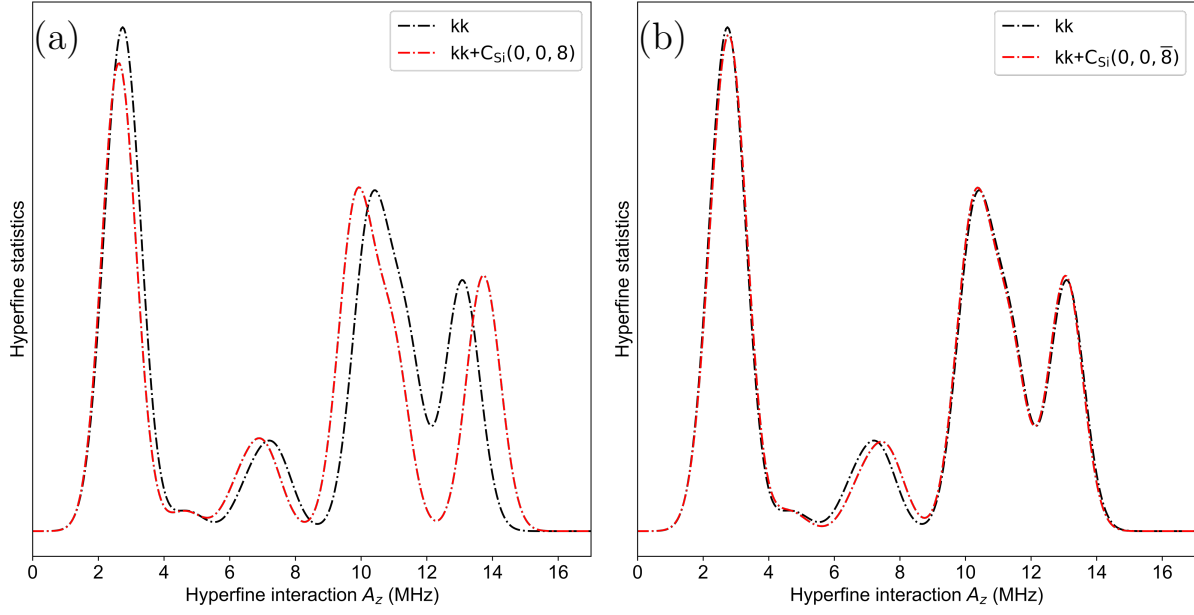 (a)
kk
kk+C_Si(0, 0, 8)
Hyperfine statistics
0 2 4 6 8 10 12 14 16
Hyperfine interaction A_z (MHz)
(b)
kk
kk+C_Si(0, 0, 8̅)
Hyperfine statistics
0 2 4 6 8 10 12 14 16
Hyperfine interaction A_z (MHz)